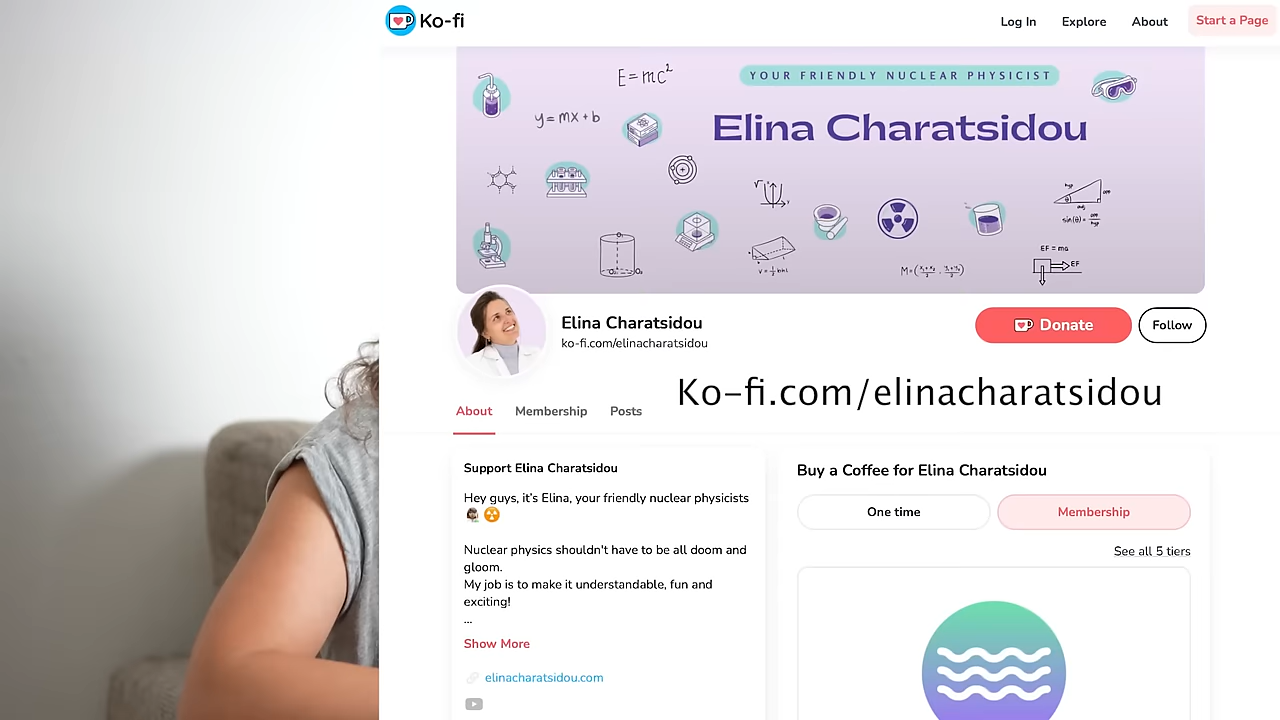 Ko-fi
Log In
Explore
About
Start a Page
YOUR FRIENDLY NUCLEAR PHYSICIST
Elina Charatsidou
E=mc²
y=mx+b
EF = ma
EF
Elina Charatsidou
ko-fi.com/elinacharatsidou
Donate
Follow
Ko-fi.com/elinacharatsidou
About
Membership
Posts
Support Elina Charatsidou
Hey guys, it's Elina, your friendly nuclear physicists
Nuclear physics shouldn't have to be all doom and
gloom.
My job is to make it understandable, fun and
exciting!
...
Show More
elinacharatsidou.com
Buy a Coffee for Elina Charatsidou
One time
Membership
See all 5 tiers